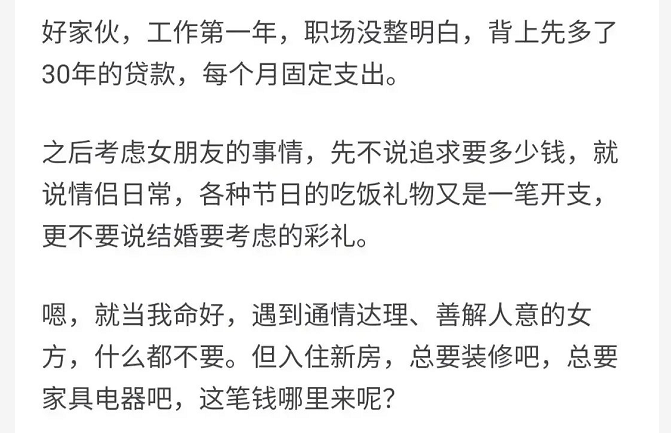 好家伙，工作第一年，职场没整明白，背上先多了
30年的贷款，每个月固定支出。
之后考虑女朋友的事情，先不说追求要多少钱，就
说情侣日常，各种节日的吃饭礼物又是一笔开支，
更不要说结婚要考虑的彩礼。
嗯，就当我命好，遇到通情达理、善解人意的女
方，什么都不要。但入住新房，总要装修吧，总要
家具电器吧，这笔钱哪里来呢？